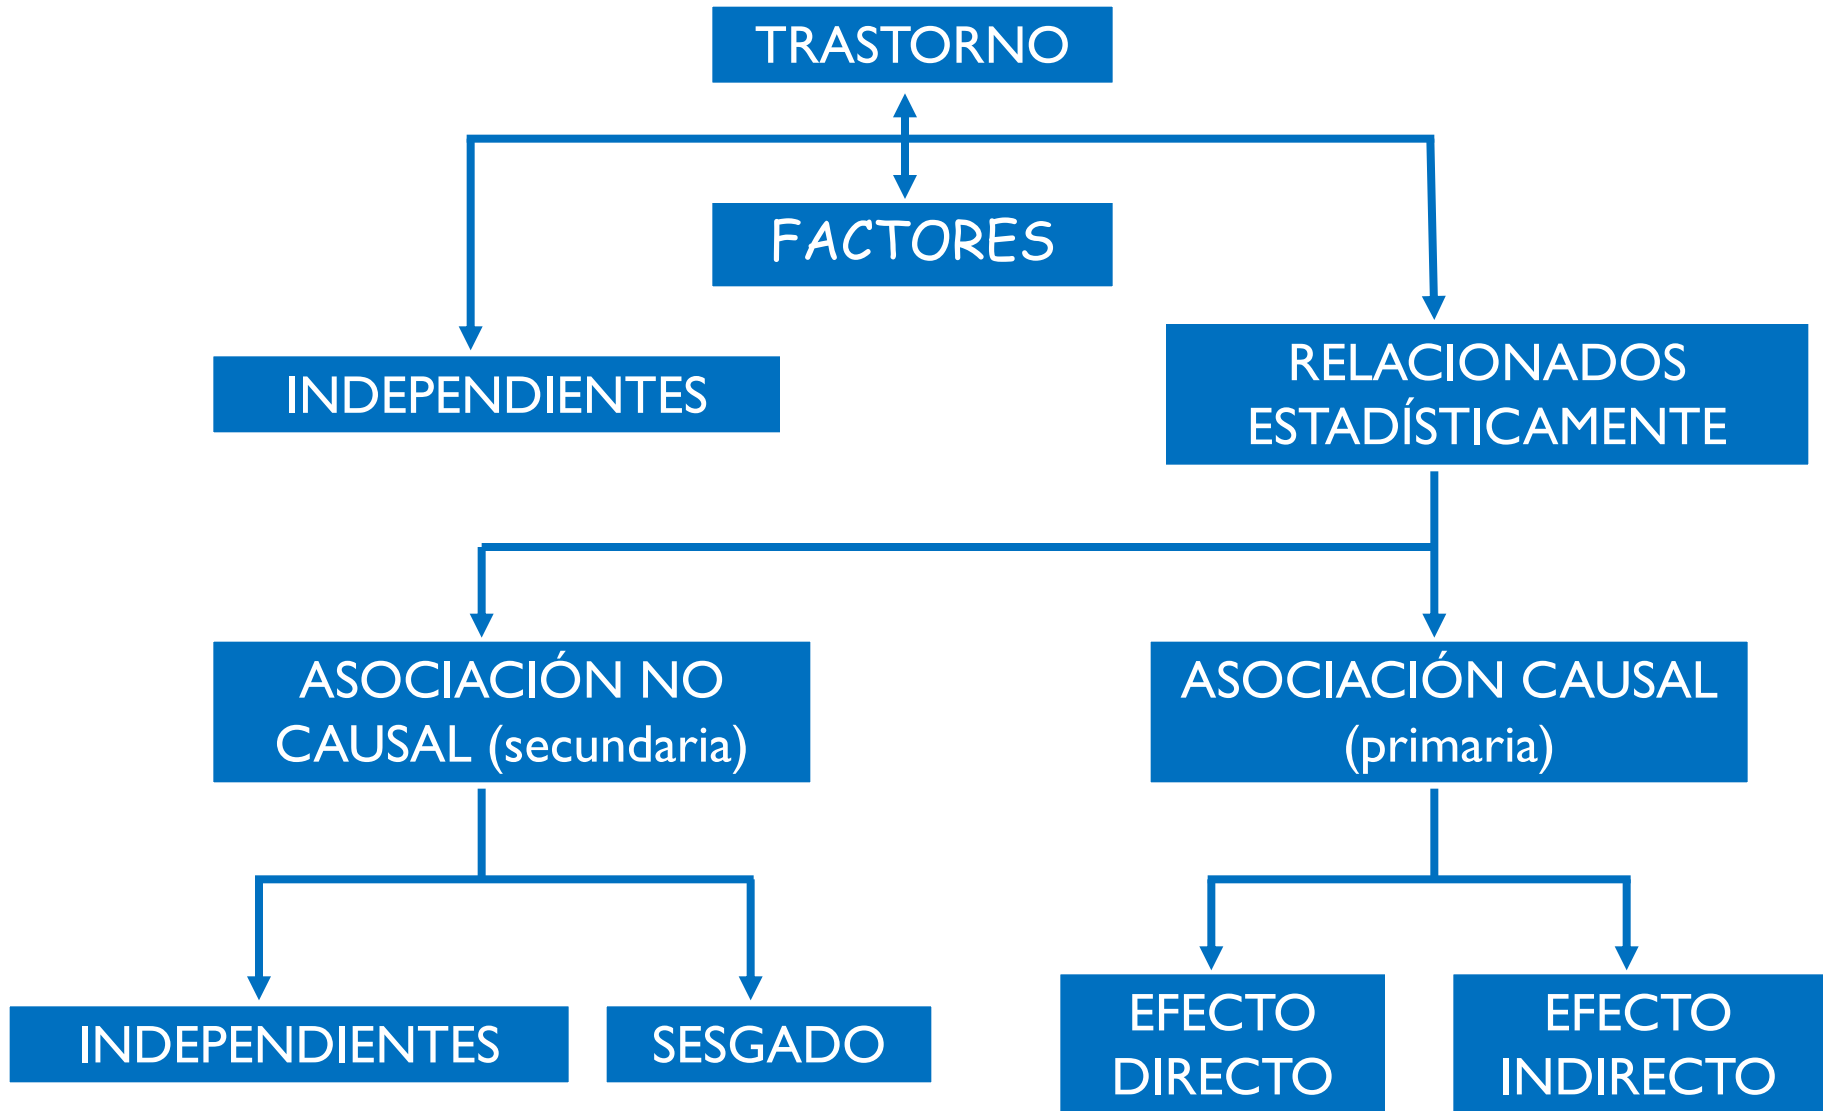 TRASTORNO
FACTORES
INDEPENDIENTES
RELACIONADOS
ESTADÍSTICAMENTE
ASOCIACIÓN NO
CAUSAL (secundaria)
ASOCIACIÓN CAUSAL
(primaria)
INDEPENDIENTES
SESGADO
EFECTO
DIRECTO
EFECTO
INDIRECTO